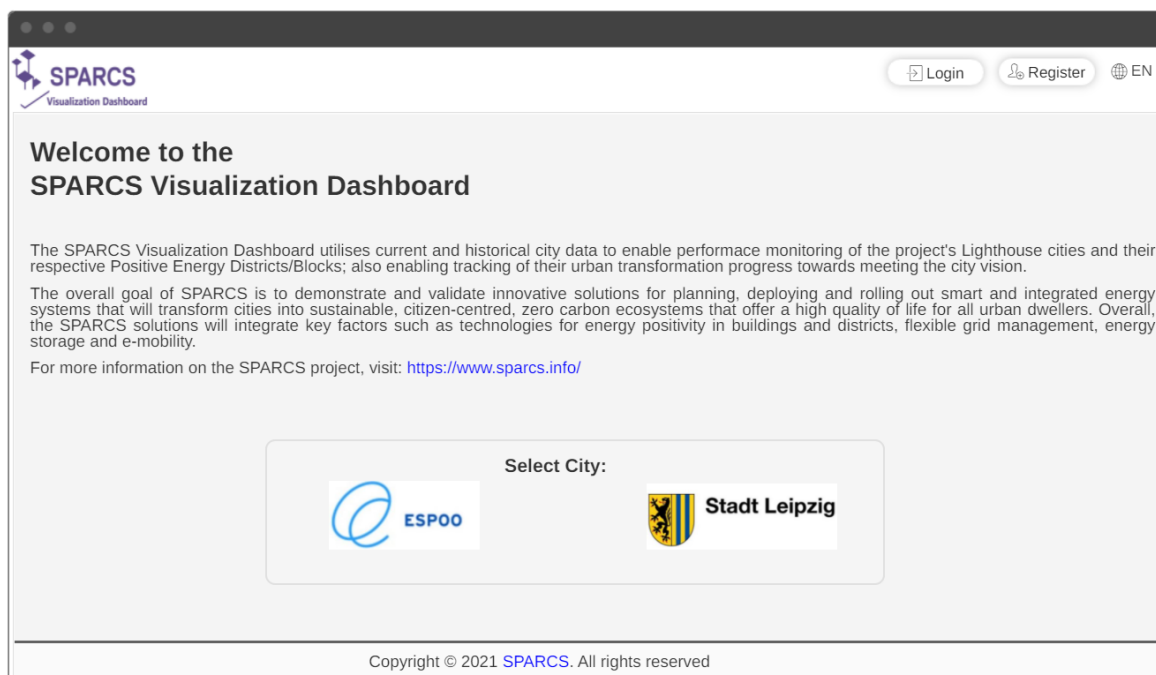 SPARCS
Visualization Dashboard
Login
Register
EN
Welcome to the
SPARCS Visualization Dashboard
The SPARCS Visualization Dashboard utilises current and historical city data to enable performace monitoring of the project's Lighthouse cities and their
respective Positive Energy Districts/Blocks; also enabling tracking of their urban transformation progress towards meeting the city vision.
The overall goal of SPARCS is to demonstrate and validate innovative solutions for planning, deploying and rolling out smart and integrated energy
systems that will transform cities into sustainable, citizen-centred, zero carbon ecosystems that offer a high quality of life for all urban dwellers. Overall,
the SPARCS solutions will integrate key factors such as technologies for energy positivity in buildings and districts, flexible grid management, energy
storage and e-mobility.
For more information on the SPARCS project, visit: https://www.sparcs.info/
Select City:
ESPOO
Stadt Leipzig
Copyright © 2021 SPARCS. All rights reserved